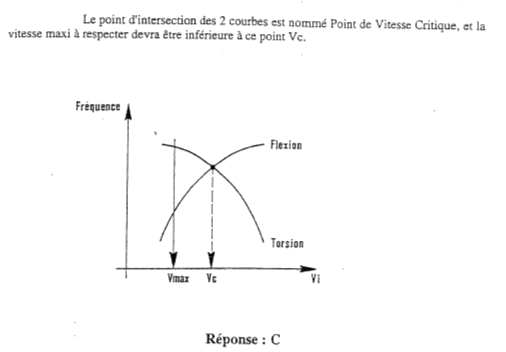 Le point d'intersection des 2 courbes est nommé Point de Vitesse Critique, et la
vitesse maxi à respecter devra être inférieure à ce point Vc.
Fréquence
Flexion
Torsion
Vmax Vc Vi
Réponse : C